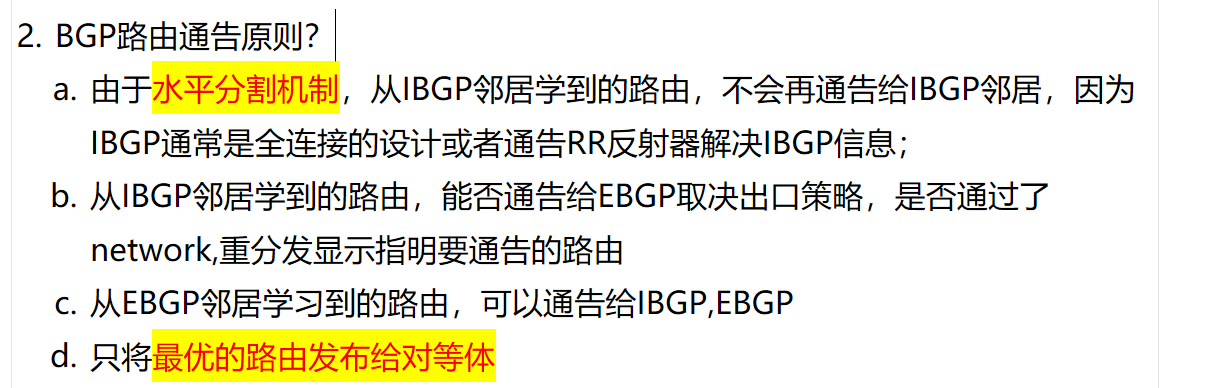 2. BGP路由通告原则？
a. 由于水平分割机制，从IBGP邻居学到的路由，不会再通告给IBGP邻居，因为
IBGP通常是全连接的设计或者通告RR反射器解决IBGP信息；
b. 从IBGP邻居学到的路由，能否通告给EBGP取决出口策略，是否通过了
network,重分发显示指明要通告的路由
c. 从EBGP邻居学习到的路由，可以通告给IBGP,EBGP
d. 只将最优的路由发布给对等体